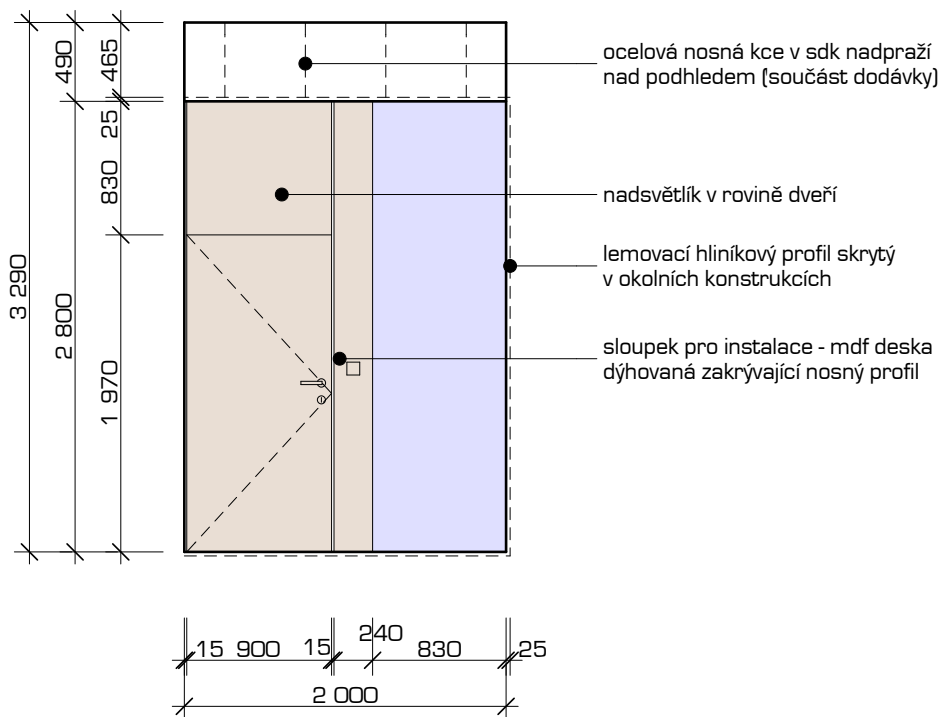 ocelová nosná kce v sdk nadpraží
nad podhledem (součást dodávky)
nadsvětlík v rovině dveří
lemovací hliníkový profil skrytý
v okolních konstrukcích
sloupek pro instalace - mdf deska
dýhovaná zakrývající nosný profil
3 290
490
2 800
465
25
830
1 970
15 900 15 240 830 25
2 000